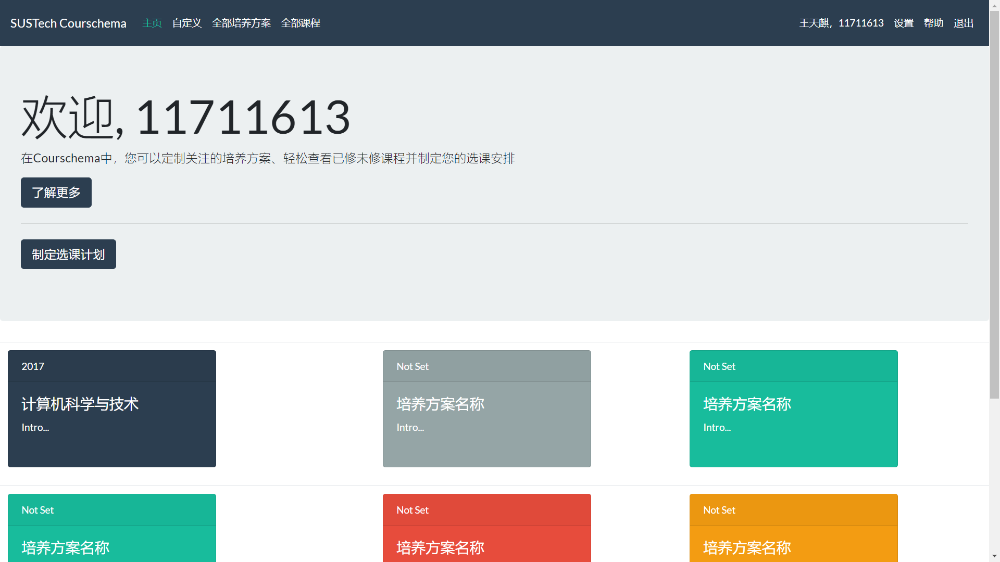 SUSTech Courschema 主页 自定义 全部培养方案 全部课程 王天麒，11711613 设置 帮助 退出
欢迎, 11711613
在Courschema中，您可以定制关注的培养方案、轻松查看已修未修课程并制定您的选课安排
了解更多
制定选课计划
2017
计算机科学与技术
Intro...
Not Set
培养方案名称
Intro...
Not Set
培养方案名称
Intro...
Not Set
培养方案名称
Not Set
培养方案名称
Not Set
培养方案名称